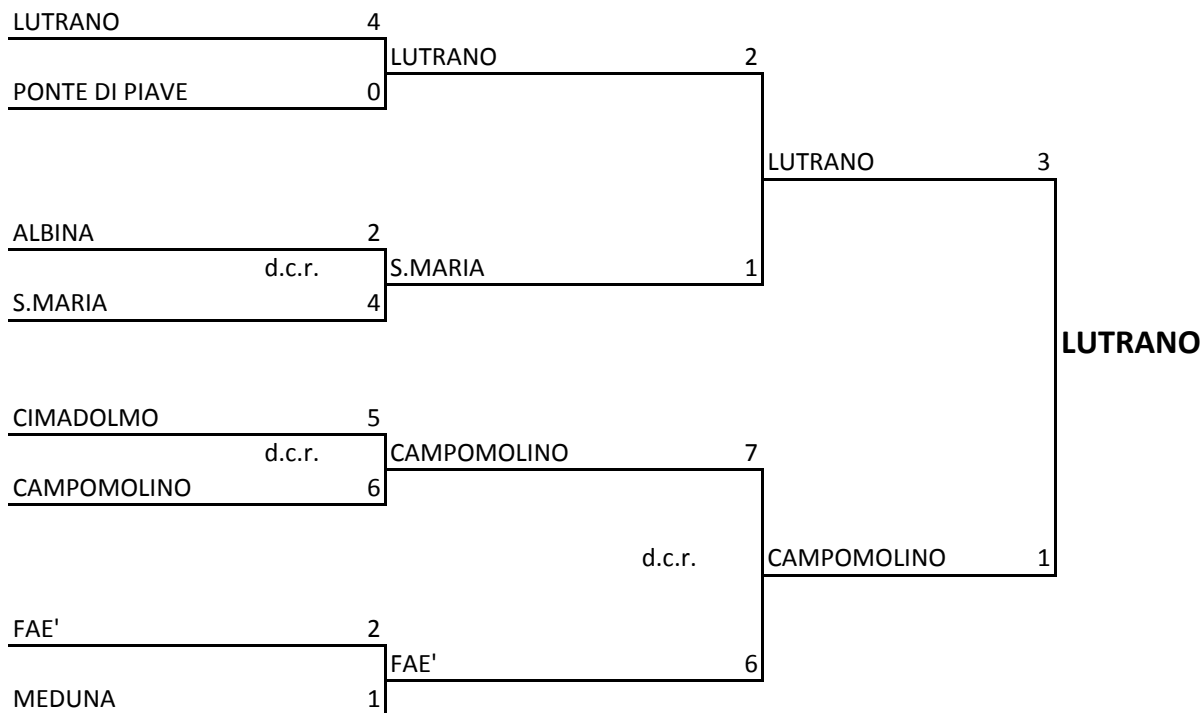 LUTRANO 4
LUTRANO 2
PONTE DI PIAVE 0
LUTRANO 3
ALBINA 2
d.c.r. S.MARIA 1
S.MARIA 4
LUTRANO
CIMADOLMO 5
d.c.r. CAMPOMOLINO 7
CAMPOMOLINO 6
d.c.r. CAMPOMOLINO 1
FAE' 2
FAE' 6
MEDUNA 1